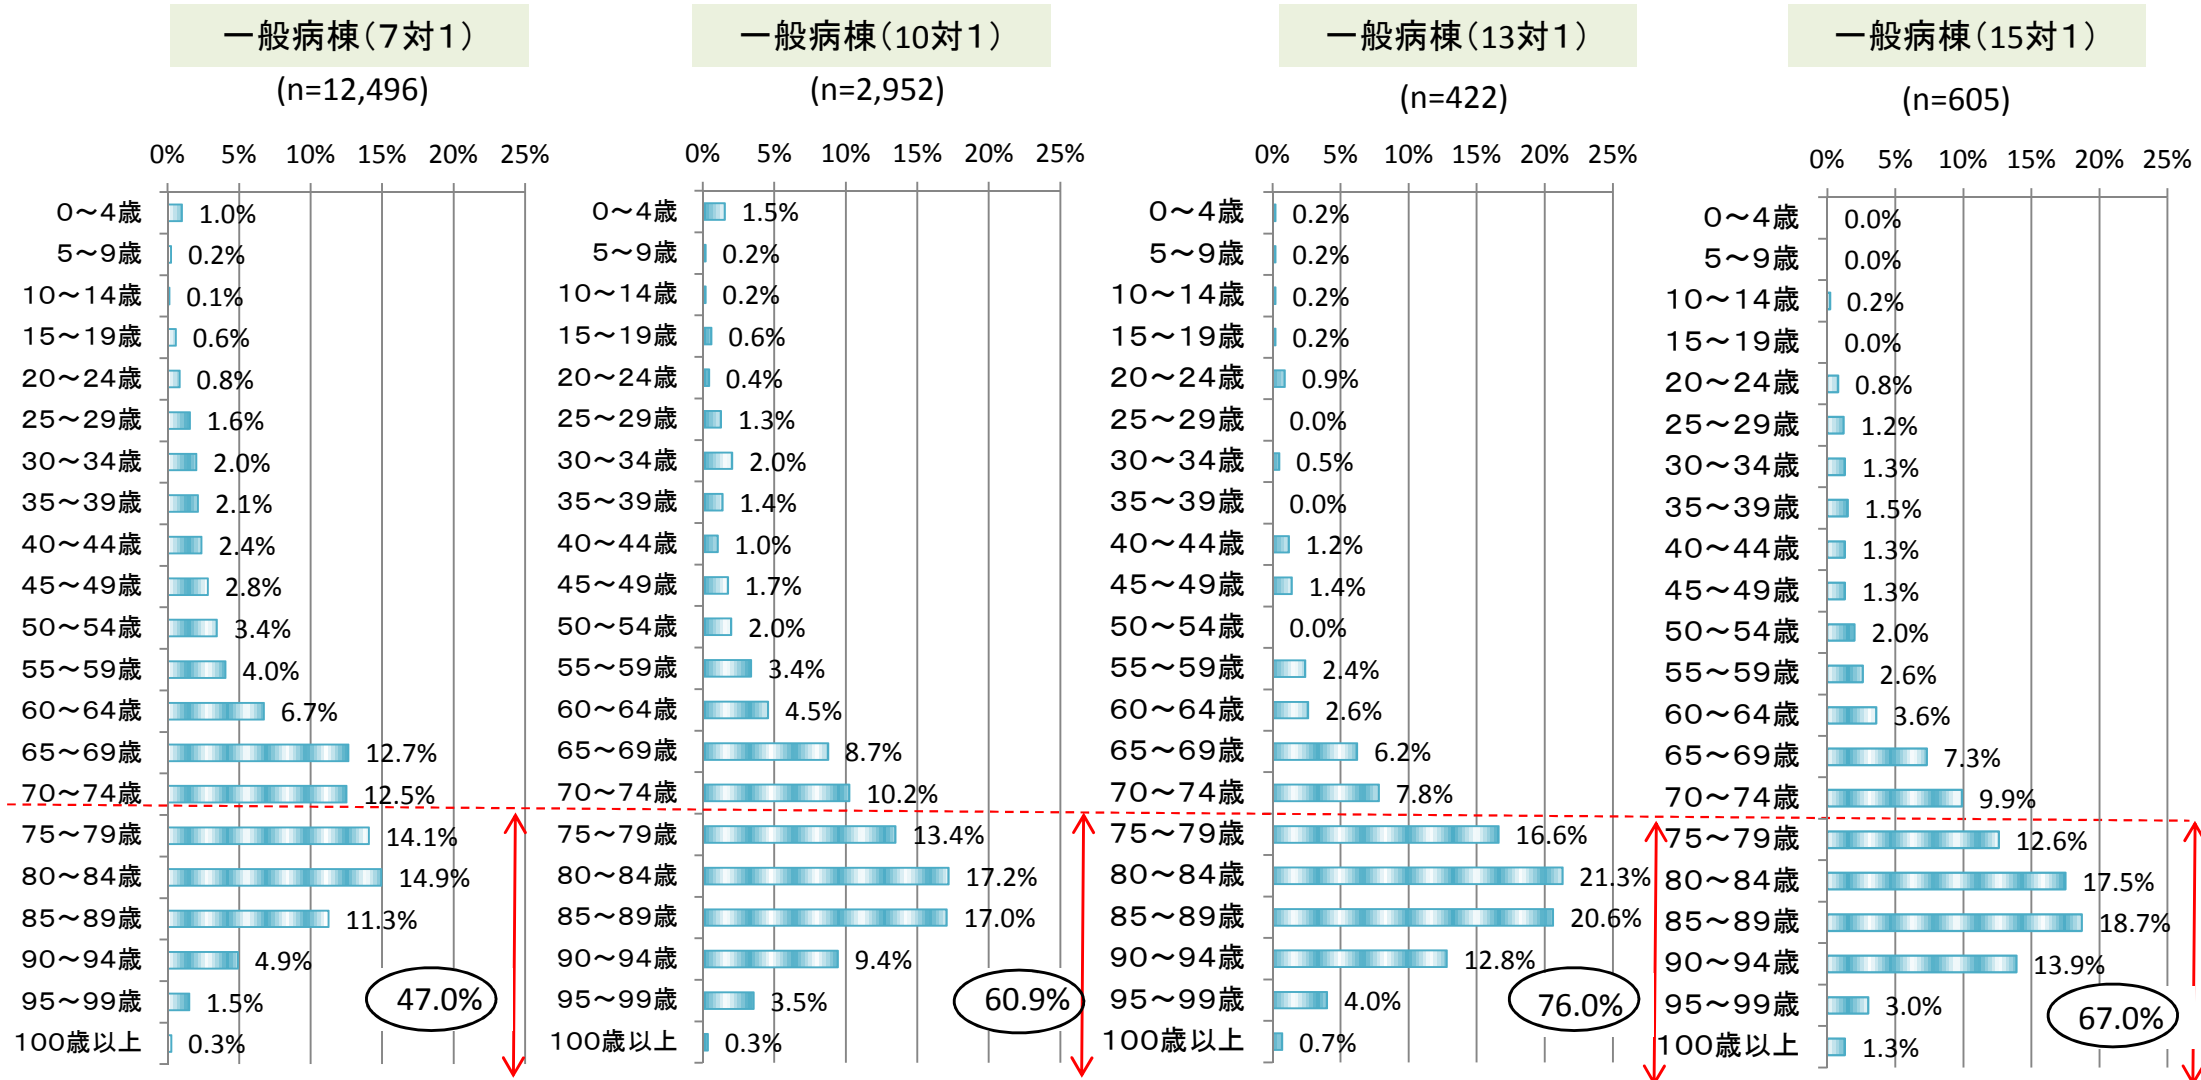 一般病棟（７対１）
(n=12,496)
0% 5% 10% 15% 20% 25%
０～４歳 1.0%
５～９歳 0.2%
１０～１４歳 0.1%
１５～１９歳 0.6%
２０～２４歳 0.8%
２５～２９歳 1.6%
３０～３４歳 2.0%
３５～３９歳 2.1%
４０～４４歳 2.4%
４５～４９歳 2.8%
５０～５４歳 3.4%
５５～５９歳 4.0%
６０～６４歳 6.7%
６５～６９歳 12.7%
７０～７４歳 12.5%
７５～７９歳 14.1%
８０～８４歳 14.9%
８５～８９歳 11.3%
９０～９４歳 4.9%
９５～９９歳 1.5%
１００歳以上 0.3%
47.0%
一般病棟（10対１）
(n=2,952)
0% 5% 10% 15% 20% 25%
０～４歳 1.5%
５～９歳 0.2%
１０～１４歳 0.2%
１５～１９歳 0.6%
２０～２４歳 0.4%
２５～２９歳 1.3%
３０～３４歳 2.0%
３５～３９歳 1.4%
４０～４４歳 1.0%
４５～４９歳 1.7%
５０～５４歳 2.0%
５５～５９歳 3.4%
６０～６４歳 4.5%
６５～６９歳 8.7%
７０～７４歳 10.2%
７５～７９歳 13.4%
８０～８４歳 17.2%
８５～８９歳 17.0%
９０～９４歳 9.4%
９５～９９歳 3.5%
１００歳以上 0.3%
60.9%
一般病棟（13対１）
(n=422)
0% 5% 10% 15% 20% 25%
０～４歳 0.2%
５～９歳 0.2%
１０～１４歳 0.2%
１５～１９歳 0.2%
２０～２４歳 0.9%
２５～２９歳 0.0%
３０～３４歳 0.5%
３５～３９歳 0.0%
４０～４４歳 1.2%
４５～４９歳 1.4%
５０～５４歳 0.0%
５５～５９歳 2.4%
６０～６４歳 2.6%
６５～６９歳 6.2%
７０～７４歳 7.8%
７５～７９歳 16.6%
８０～８４歳 21.3%
８５～８９歳 20.6%
９０～９４歳 12.8%
９５～９９歳 4.0%
１００歳以上 0.7%
76.0%
一般病棟（15対１）
(n=605)
0% 5% 10% 15% 20% 25%
０～４歳 0.0%
５～９歳 0.0%
１０～１４歳 0.2%
１５～１９歳 0.0%
２０～２４歳 0.8%
２５～２９歳 1.2%
３０～３４歳 1.3%
３５～３９歳 1.5%
４０～４４歳 1.3%
４５～４９歳 1.3%
５０～５４歳 2.0%
５５～５９歳 2.6%
６０～６４歳 3.6%
６５～６９歳 7.3%
７０～７４歳 9.9%
７５～７９歳 12.6%
８０～８４歳 17.5%
８５～８９歳 18.7%
９０～９４歳 13.9%
９５～９９歳 3.0%
１００歳以上 1.3%
67.0%